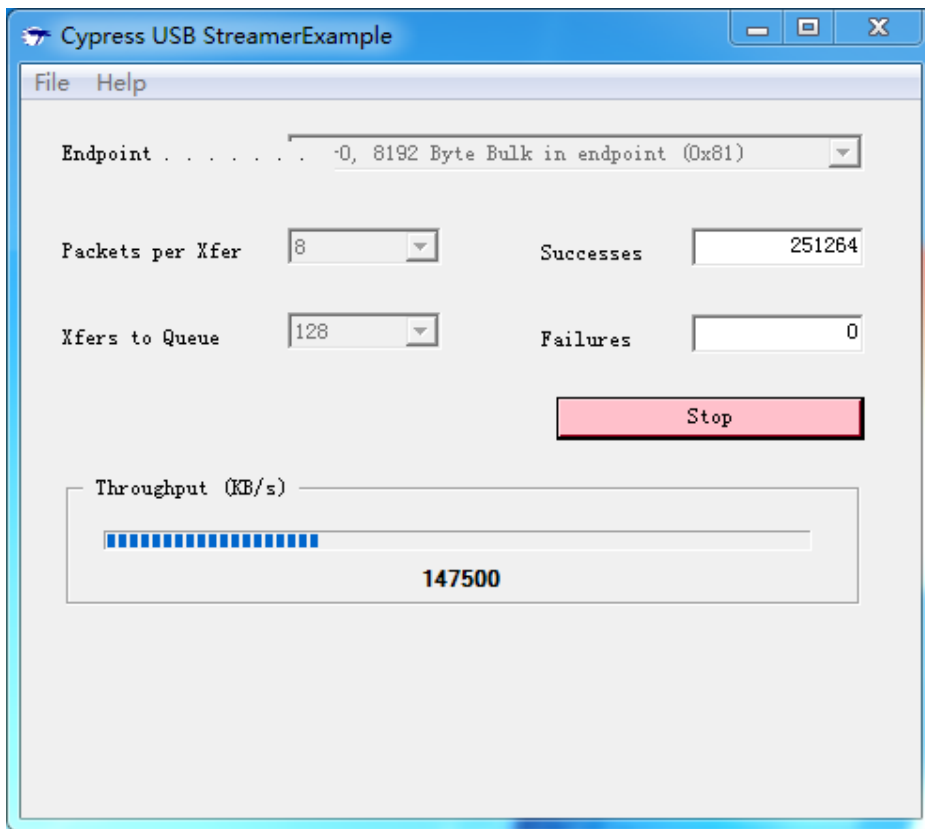 Cypress USB StreamerExample
File Help
Endpoint . . . . . . . -0, 8192 Byte Bulk in endpoint (0x81)
Packets per Xfer 8 Successes 251264
Xfers to Queue 128 Failures 0
Stop
Throughput (KB/s)
147500